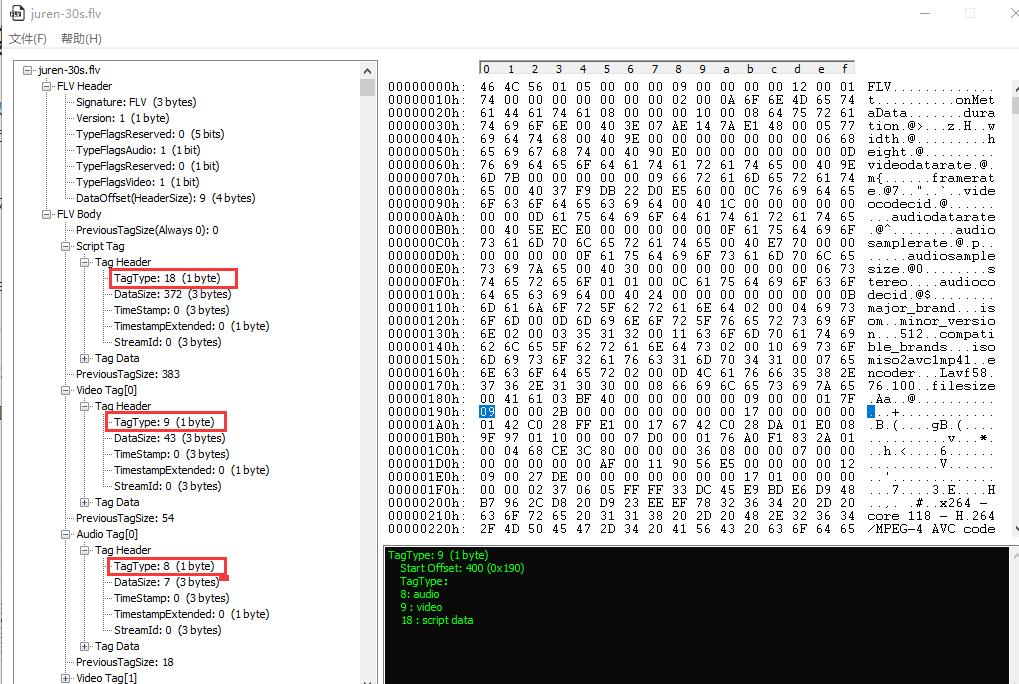 juren-30s.flv
文件(F) 帮助(H)
juren-30s.flv
FLV Header
Signature: FLV (3 bytes)
Version: 1 (1 byte)
TypeFlagsReserved: 0 (5 bits)
TypeFlagsAudio: 1 (1 bit)
TypeFlagsReserved: 0 (1 bit)
TypeFlagsVideo: 1 (1 bit)
DataOffset(HeaderSize): 9 (4 bytes)
FLV Body
PreviousTagSize(Always 0): 0
Script Tag
Tag Header
TagType: 18 (1 byte)
DataSize: 372 (3 bytes)
TimeStamp: 0 (3 bytes)
TimestampExtended: 0 (1 byte)
StreamId: 0 (3 bytes)
Tag Data
PreviousTagSize: 383
Video Tag[0]
Tag Header
TagType: 9 (1 byte)
DataSize: 43 (3 bytes)
TimeStamp: 0 (3 bytes)
TimestampExtended: 0 (1 byte)
StreamId: 0 (3 bytes)
Tag Data
PreviousTagSize: 54
Audio Tag[0]
Tag Header
TagType: 8 (1 byte)
DataSize: 7 (3 bytes)
TimeStamp: 0 (3 bytes)
TimestampExtended: 0 (1 byte)
StreamId: 0 (3 bytes)
Tag Data
PreviousTagSize: 18
Video Tag[1]
0 1 2 3 4 5 6 7 8 9 a b c d e f
00000000h: 46 4C 56 01 05 00 00 00 09 00 00 00 00 12 00 01 FLV.............
00000010h: 74 00 00 00 00 00 00 00 02 00 0A 6F 6E 4D 65 74 t..........onMet
00000020h: 61 44 61 74 61 08 00 00 00 10 00 08 64 75 72 61 aData.......dura
00000030h: 74 69 6F 6E 00 40 3E 07 AE 14 7A E1 48 00 05 77 tion.@>...z.H..w
00000040h: 69 64 74 68 00 40 9E 00 00 00 00 00 00 00 06 68 idth.@.........h
00000050h: 65 69 67 68 74 00 40 90 E0 00 00 00 00 00 00 0D eight.@.........
00000060h: 76 69 64 65 6F 64 61 74 61 72 61 74 65 00 40 9E videodatarate.@.
00000070h: 6D 7B 00 00 00 00 00 09 66 72 61 6D 65 72 61 74 m{......framerat
00000080h: 65 00 40 37 F9 DB 22 D0 E5 60 00 0C 76 69 64 65 e.@7.."..`..vide
00000090h: 6F 63 6F 64 65 63 69 64 00 40 1C 00 00 00 00 00 ocodecid.@......
000000A0h: 00 00 0D 61 75 64 69 6F 64 61 74 61 72 61 74 65 ...audiodatarate
000000B0h: 00 40 5E EC E0 00 00 00 00 00 0F 61 75 64 69 6F .@^........audio
000000C0h: 73 61 6D 70 6C 65 72 61 74 65 00 40 E7 70 00 00 samplerate.@.p..
000000D0h: 00 00 00 00 0F 61 75 64 69 6F 73 61 6D 70 6C 65 .....audiosample
000000E0h: 73 69 7A 65 00 40 30 00 00 00 00 00 00 00 06 73 size.@0........s
000000F0h: 74 65 72 65 6F 01 01 00 0C 61 75 64 69 6F 63 6F tereo....audioco
00000100h: 64 65 63 69 64 00 40 24 00 00 00 00 00 00 00 0B decid.@$........
00000110h: 6D 61 6A 6F 72 5F 62 72 61 6E 64 02 00 04 69 73 major_brand...is
00000120h: 6F 6D 00 0D 6D 69 6E 6F 72 5F 76 65 72 73 69 6F om..minor_versio
00000130h: 6E 02 00 03 35 31 32 00 11 63 6F 6D 70 61 74 69 n...512..compati
00000140h: 62 6C 65 5F 62 72 61 6E 64 73 02 00 10 69 73 6F ble_brands...iso
00000150h: 6D 69 73 6F 32 61 76 63 31 6D 70 34 31 00 07 65 miso2avc1mp41..e
00000160h: 6E 63 6F 64 65 72 02 00 0D 4C 61 76 66 35 38 2E ncoder...Lavf58.
00000170h: 37 36 2E 31 30 30 00 08 66 69 6C 65 73 69 7A 65 76.100..filesize
00000180h: 00 41 61 03 BF 40 00 00 00 00 00 09 00 00 01 7F .Aa..@..........
00000190h: 09 00 00 2B 00 00 00 00 00 00 00 17 00 00 00 00 ...+............
000001A0h: 01 42 C0 28 FF E1 00 17 67 42 C0 28 DA 01 E0 08 .B.(....gB.(....
000001B0h: 9F 97 01 10 00 00 07 D0 00 01 76 A0 F1 83 2A 01 ..........v...*.
000001C0h: 00 04 68 CE 3C 80 00 00 00 36 08 00 00 07 00 00 ..h.<....6......
000001D0h: 00 00 00 00 00 AF 00 11 90 56 E5 00 00 00 00 12 .........V......
000001E0h: 09 00 27 DE 00 00 00 00 00 00 00 17 01 00 00 00 ..'.............
000001F0h: 00 00 02 37 06 05 FF FF 33 DC 45 E9 BD E6 D9 48 ...7....3.E....H
00000200h: B7 96 2C D8 20 D9 23 EE EF 78 32 36 34 20 2D 20 ..,. .#..x264 -
00000210h: 63 6F 72 65 20 31 31 38 20 2D 20 48 2E 32 36 34 core 118 - H.264
00000220h: 2F 4D 50 45 47 2D 34 20 41 56 43 20 63 6F 64 65 /MPEG-4 AVC code
TagType: 9 (1 byte)
Start Offset: 400 (0x190)
TagType:
8: audio
9 : video
18 : script data